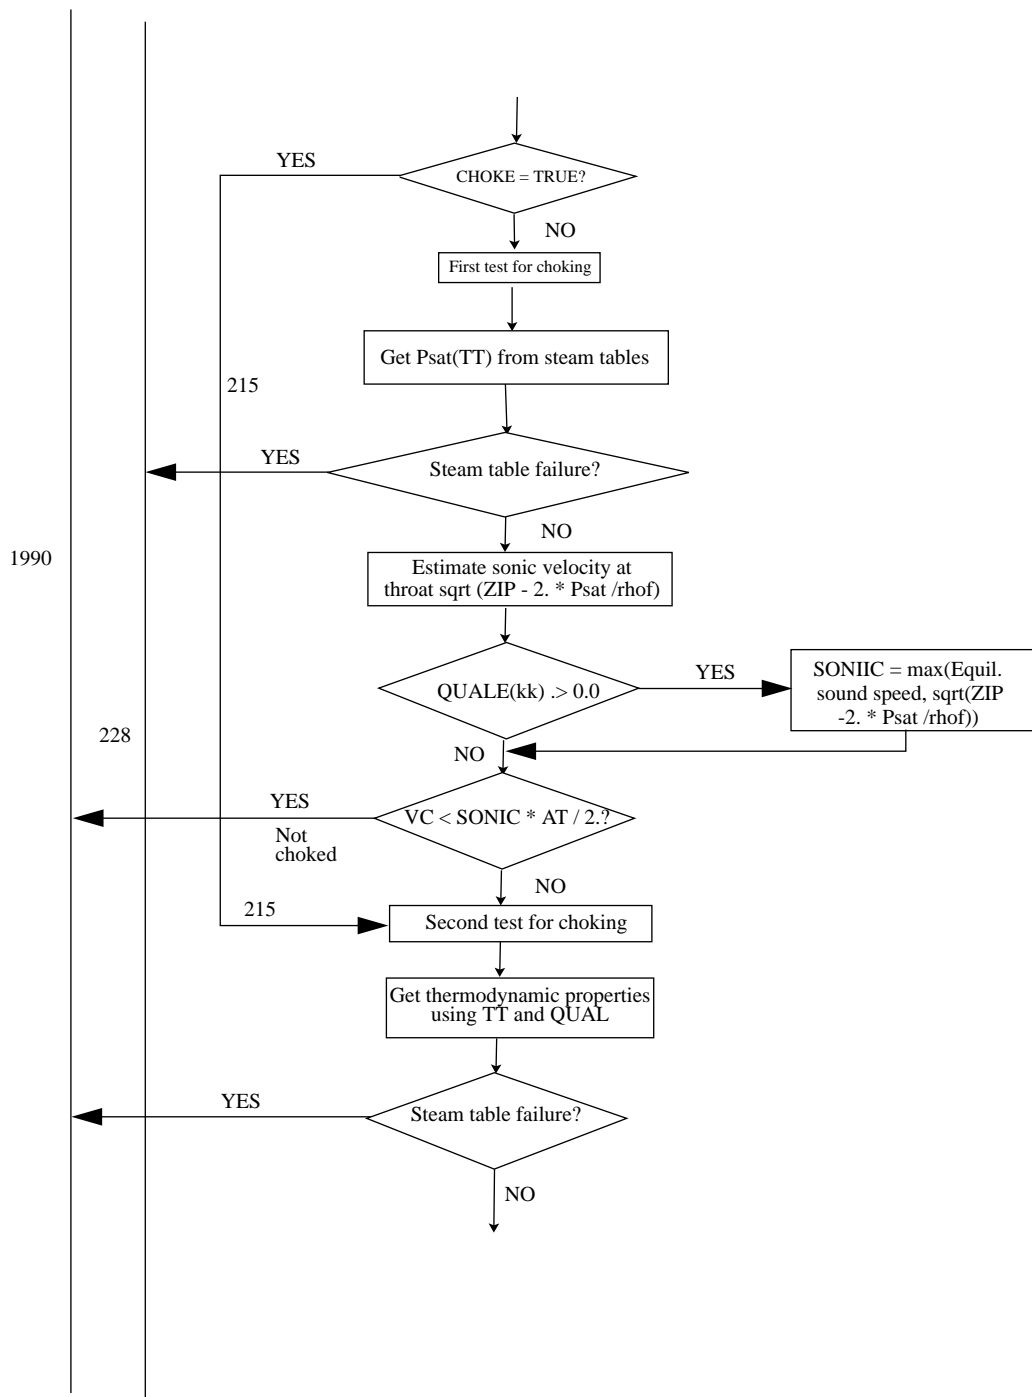 YES
CHOKE = TRUE?
NO
First test for choking
Get Psat(TT) from steam tables
215
YES
Steam table failure?
NO
1990
Estimate sonic velocity at
throat sqrt (ZIP - 2. * Psat /rhof)
QUALE(kk) .> 0.0
YES
SONIIC = max(Equil.
sound speed, sqrt(ZIP
-2. * Psat /rhof))
228
NO
YES
VC < SONIC * AT / 2.?
Not
choked
NO
215
Second test for choking
Get thermodynamic properties
using TT and QUAL
YES
Steam table failure?
NO